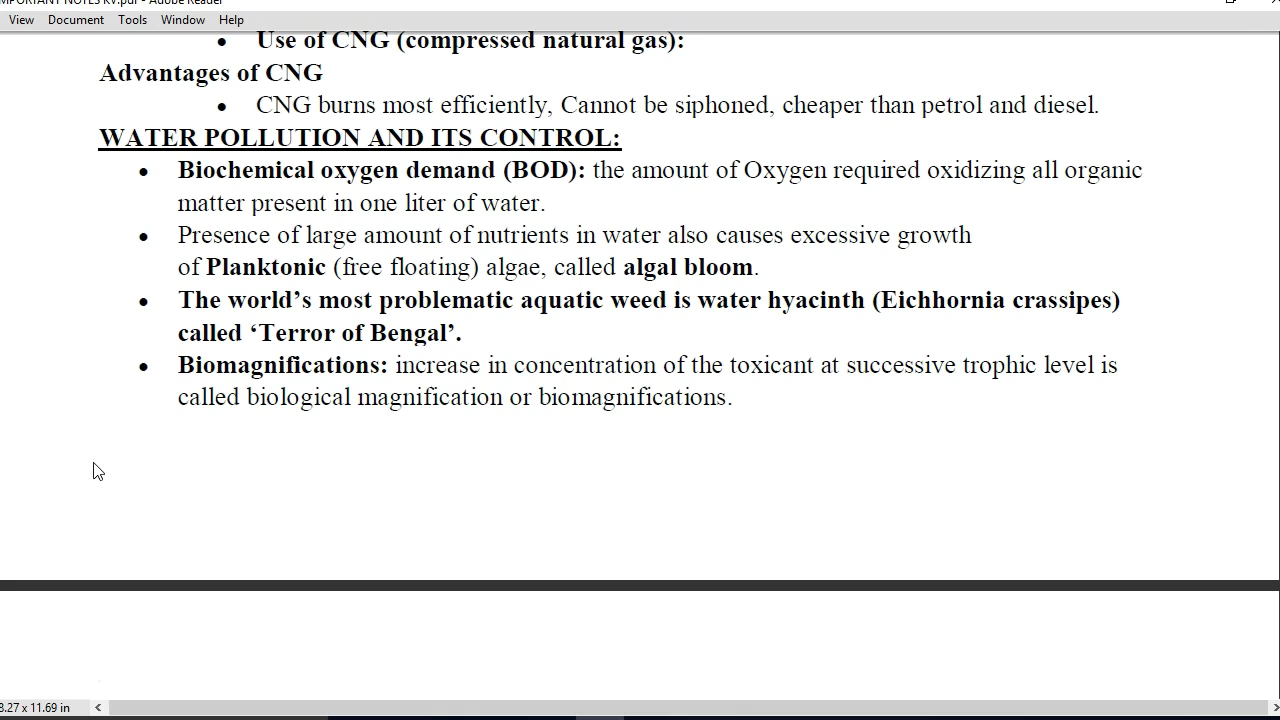 View Document Tools Window Help
• Use of CNG (compressed natural gas):
Advantages of CNG
• CNG burns most efficiently, Cannot be siphoned, cheaper than petrol and diesel.
WATER POLLUTION AND ITS CONTROL:
• Biochemical oxygen demand (BOD): the amount of Oxygen required oxidizing all organic
matter present in one liter of water.
• Presence of large amount of nutrients in water also causes excessive growth
of Planktonic (free floating) algae, called algal bloom.
• The world’s most problematic aquatic weed is water hyacinth (Eichhornia crassipes)
called ‘Terror of Bengal’.
• Biomagnifications: increase in concentration of the toxicant at successive trophic level is
called biological magnification or biomagnifications.
8.27 x 11.69 in